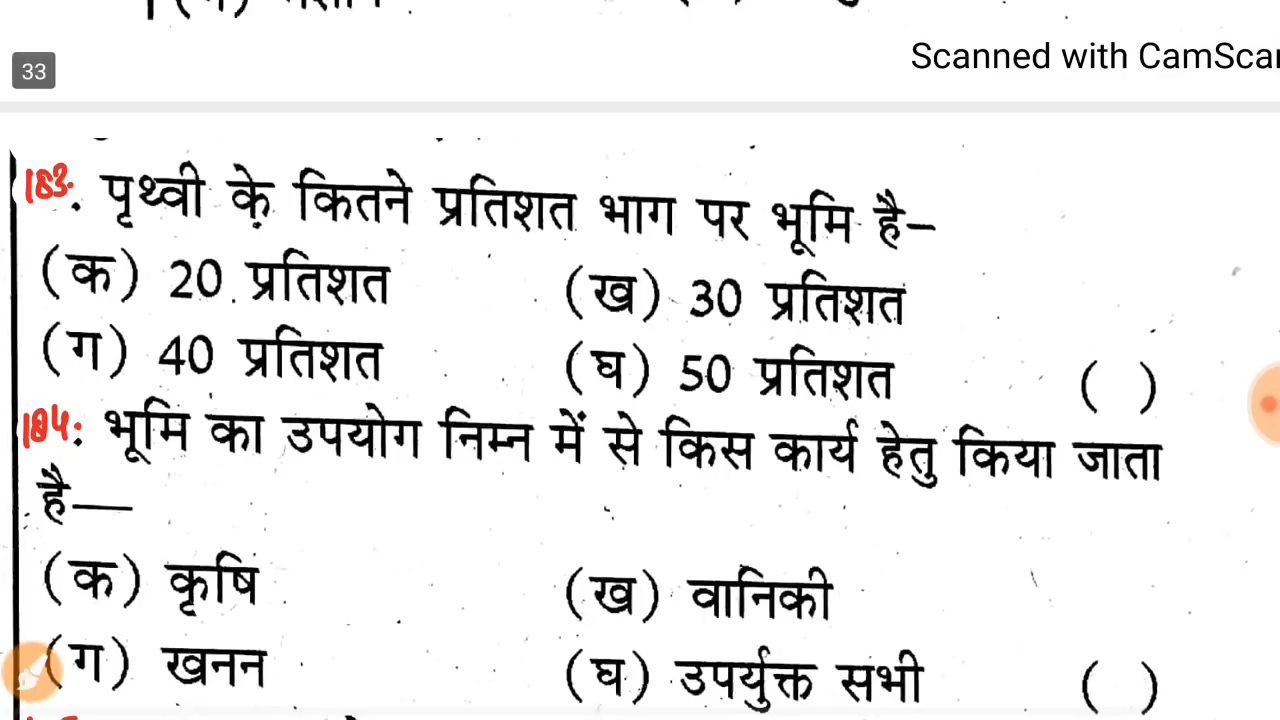 33
Scanned with CamScan
183. पृथ्वी के कितने प्रतिशत भाग पर भूमि है–
(क) 20 प्रतिशत (ख) 30 प्रतिशत
(ग) 40 प्रतिशत (घ) 50 प्रतिशत ( )
184. भूमि का उपयोग निम्न में से किस कार्य हेतु किया जाता
है—
(क) कृषि (ख) वानिकी
(ग) खनन (घ) उपर्युक्त सभी ( )